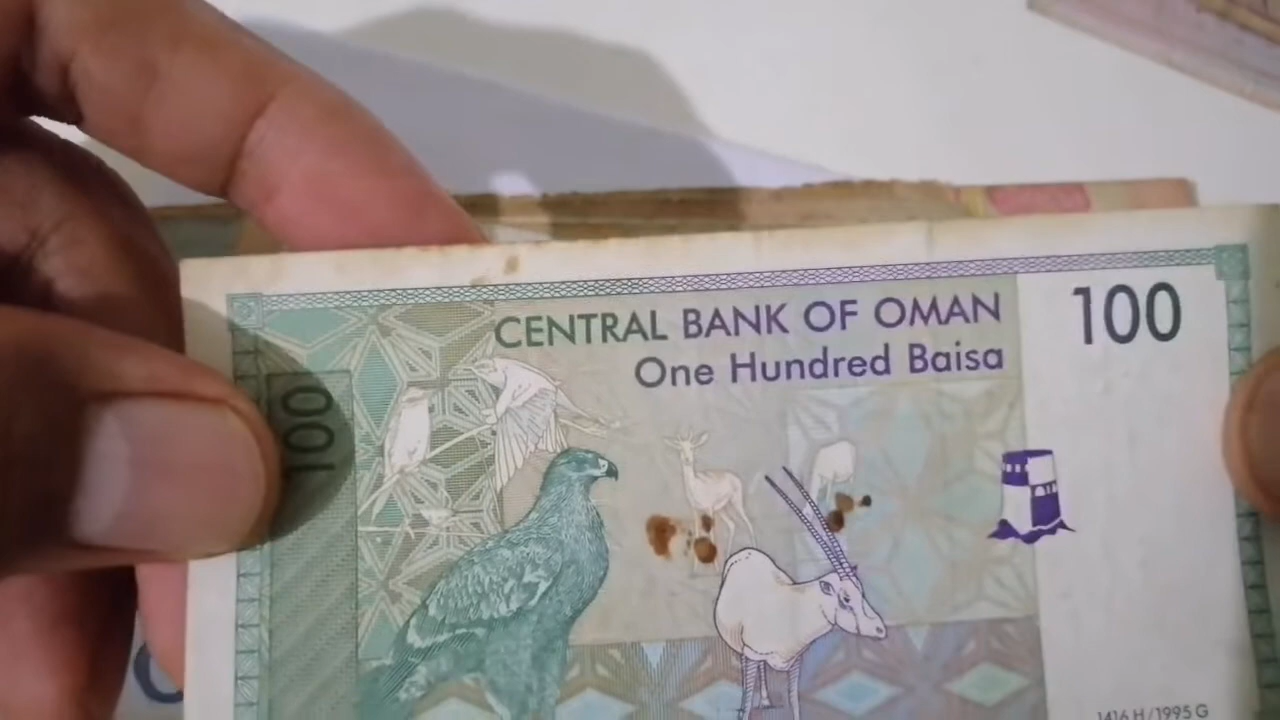 CENTRAL BANK OF OMAN
100
One Hundred Baisa
100
1416 H/1995 G